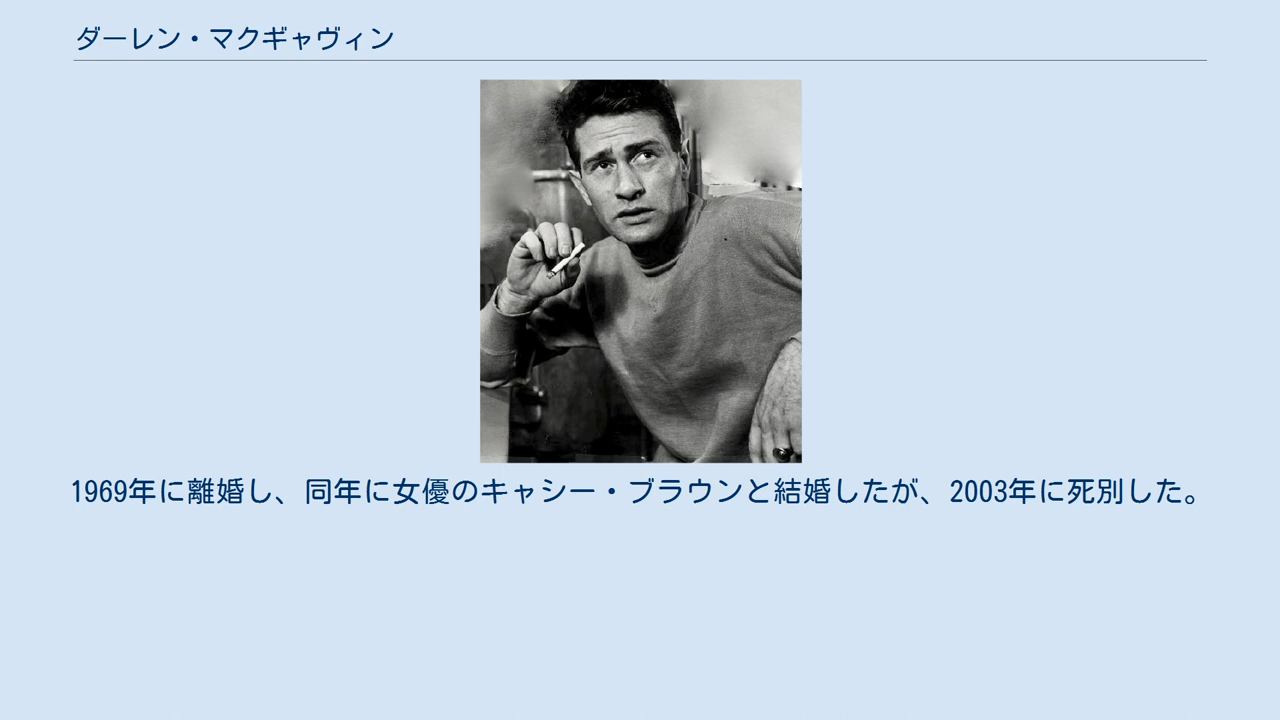 ダーレン・マクギャヴィン
1969年に離婚し、同年に女優のキャシー・ブラウンと結婚したが、2003年に死別した。